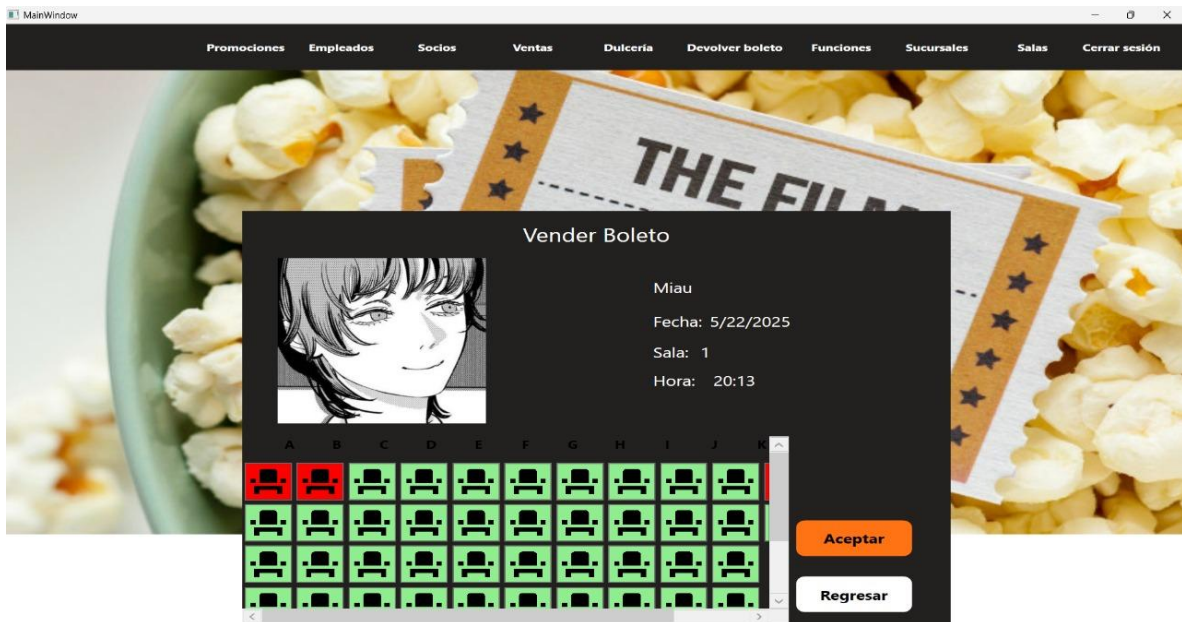 MainWindow
Promociones Empleados Socios Ventas Dulcería Devolver boleto Funciones Sucursales Salas Cerrar sesión
THE FILM
Vender Boleto
Miau
Fecha: 5/22/2025
Sala: 1
Hora: 20:13
A B C D E F G H I J K
Aceptar
Regresar